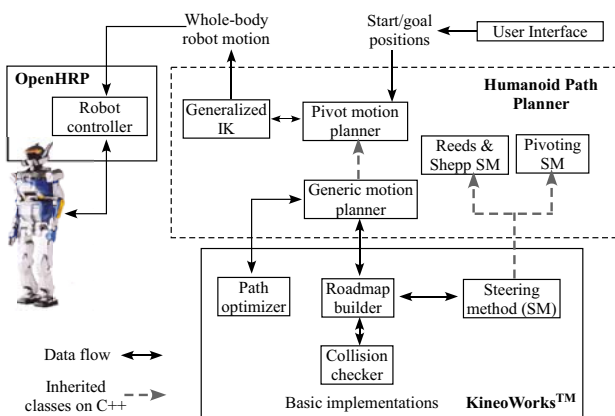 Whole-body
robot motion
Start/goal
positions
User Interface
OpenHRP
Robot
controller
Humanoid Path
Planner
Generalized
IK
Pivot motion
planner
Reeds &
Shepp SM
Pivoting
SM
Generic motion
planner
Path
optimizer
Roadmap
builder
Steering
method (SM)
Collision
checker
Data flow
Inherited
classes on C++
Basic implementations
KineoWorks™